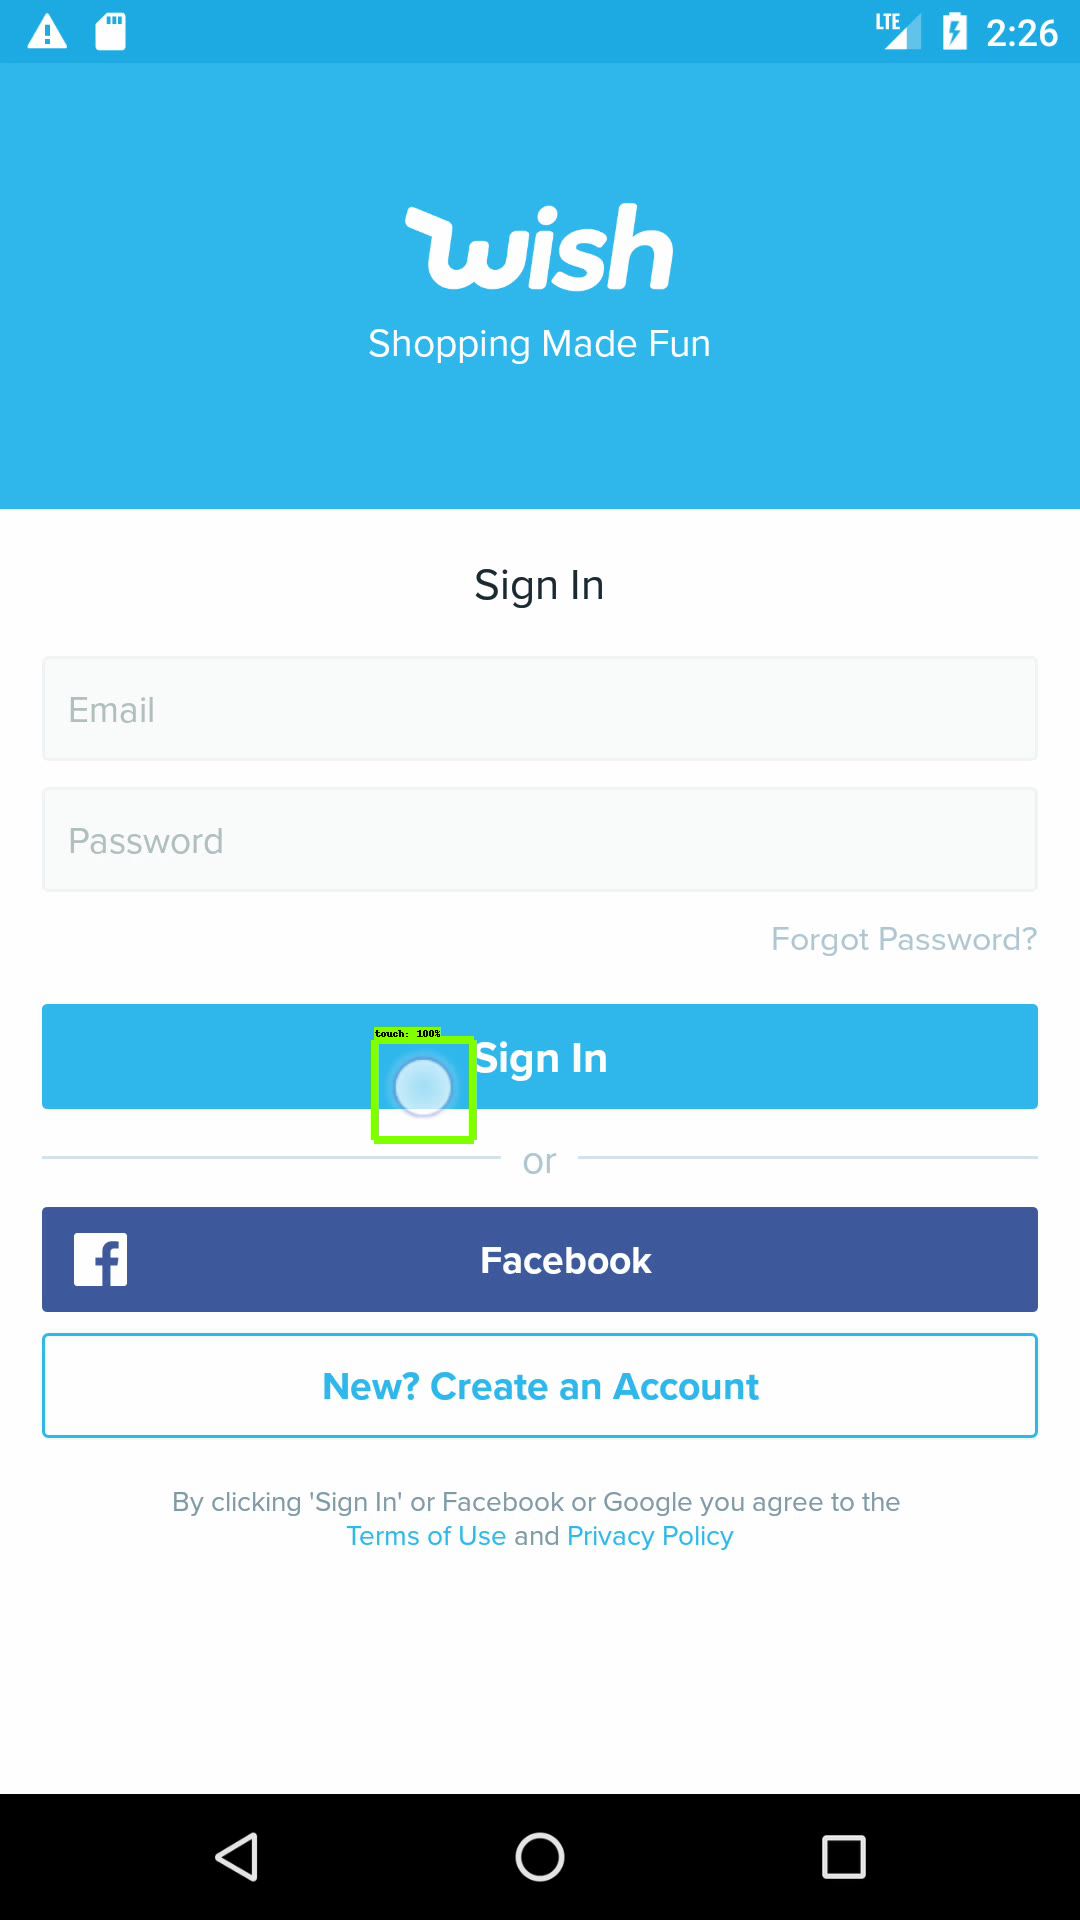 LTE 2:26
wish
Shopping Made Fun
Sign In
Email
Password
Forgot Password?
touch: 100%
Sign In
or
Facebook
New? Create an Account
By clicking 'Sign In' or Facebook or Google you agree to the
Terms of Use and Privacy Policy